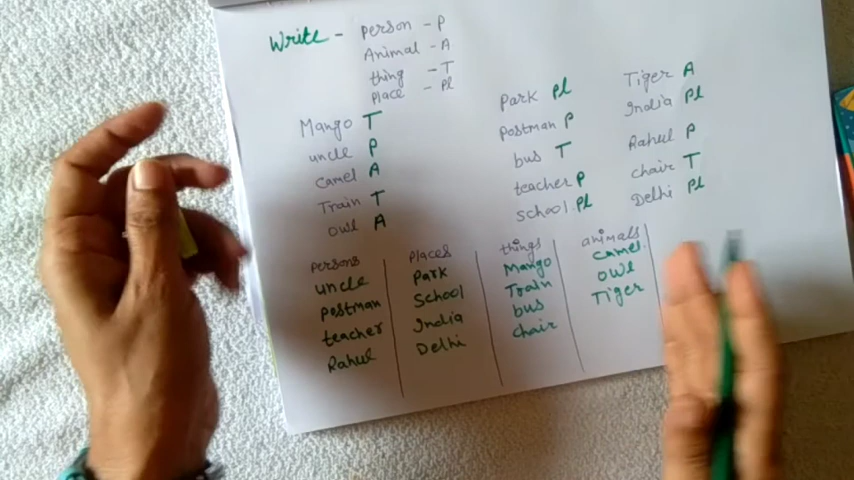 Write - Person - P
Animal - A
thing - T
place - Pl
Mango T
uncle P
camel A
Train T
owl A
Park Pl
Postman P
bus T
teacher P
school Pl
Tiger A
India Pl
Rahul P
chair T
Delhi Pl
Persons
uncle
Postman
teacher
Rahul
Places
Park
School
India
Delhi
things
Mango
Train
bus
chair
animals
camel
owl
Tiger